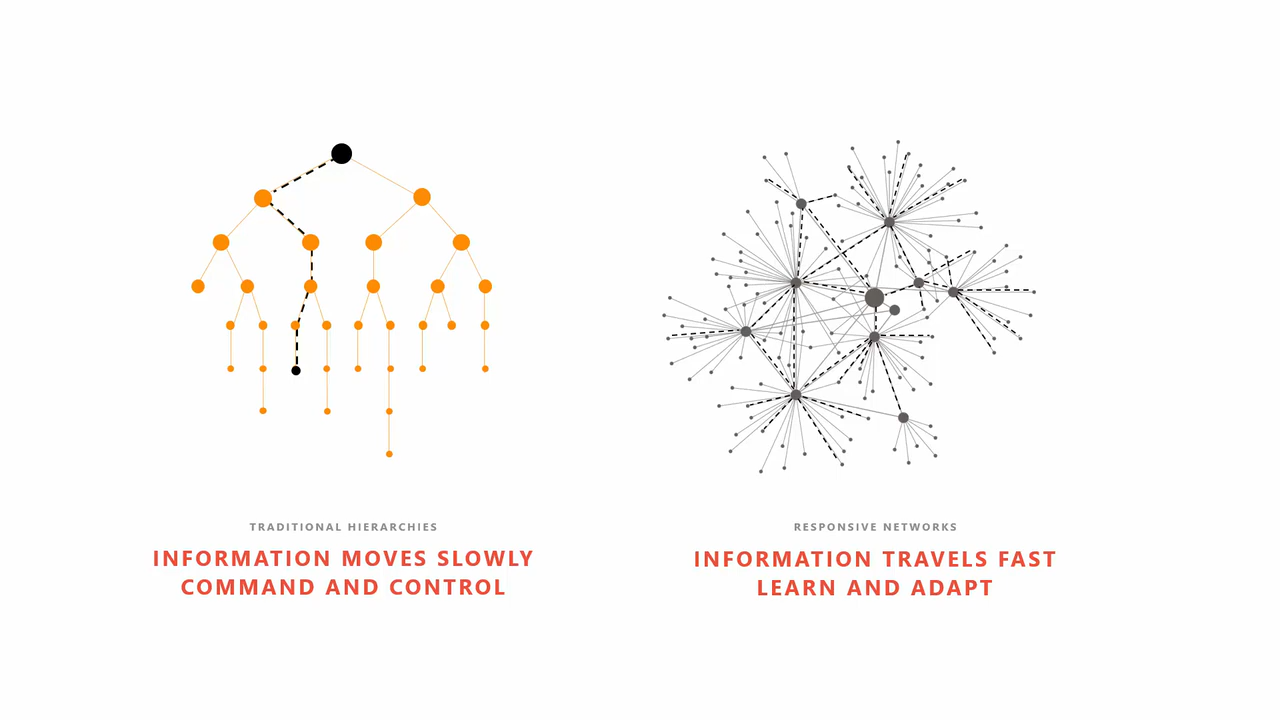 TRADITIONAL HIERARCHIES
INFORMATION MOVES SLOWLY
COMMAND AND CONTROL
RESPONSIVE NETWORKS
INFORMATION TRAVELS FAST
LEARN AND ADAPT